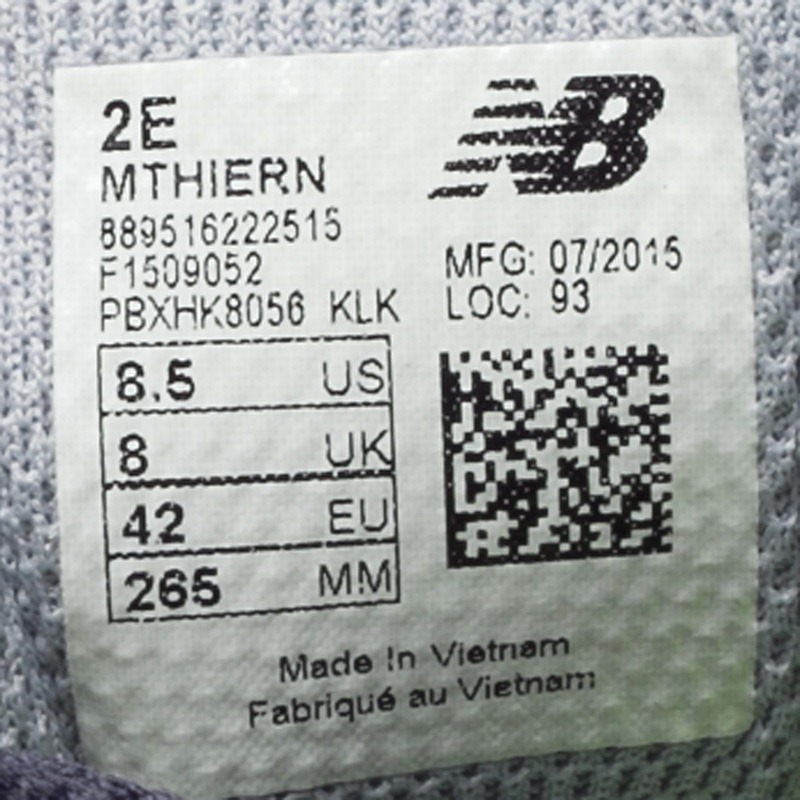 2E
MTHIERN
889516222515
F1509052
PBXHK8056 KLK
NB
MFG: 07/2015
LOC: 93
8.5 US
8 UK
42 EU
265 MM
Made In Vietnam
Fabriqué au Vietnam